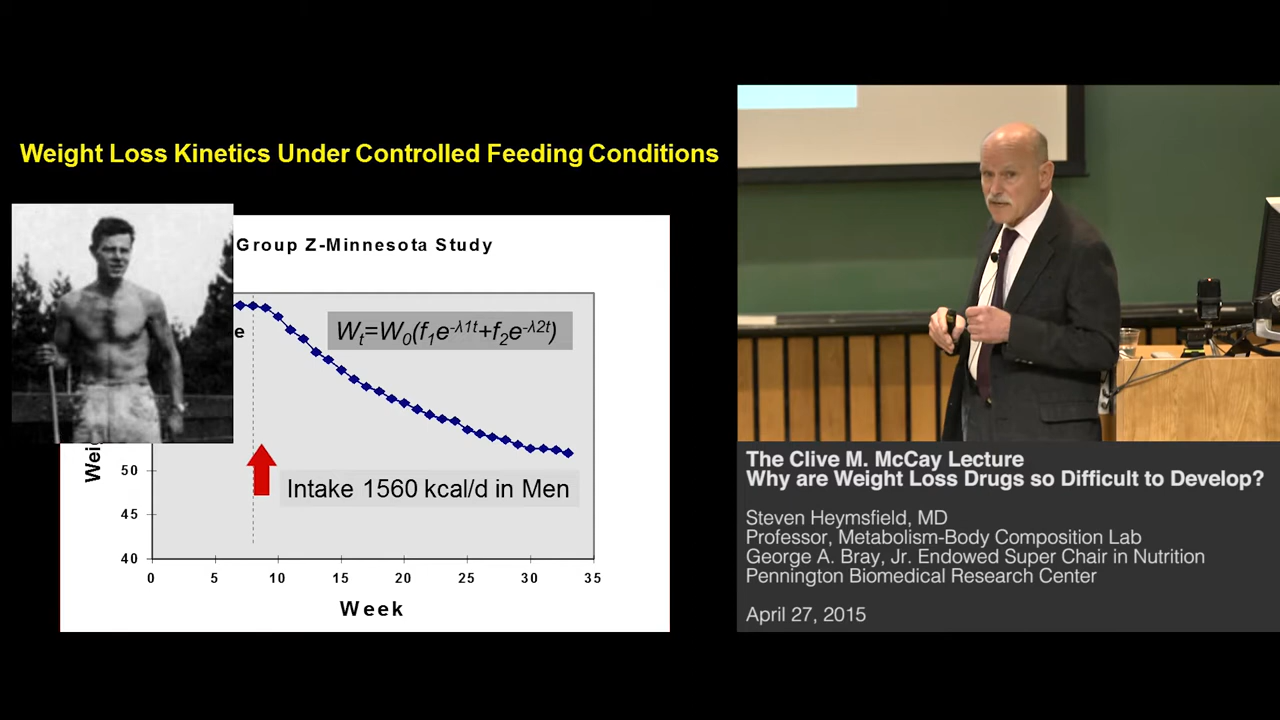 Weight Loss Kinetics Under Controlled Feeding Conditions
Group Z-Minnesota Study
Wt=W0(f1e-λ1t+f2e-λ2t)
50
45
40
Intake 1560 kcal/d in Men
0 5 10 15 20 25 30 35
Week
The Clive M. McCay Lecture
Why are Weight Loss Drugs so Difficult to Develop?
Steven Heymsfield, MD
Professor, Metabolism-Body Composition Lab
George A. Bray, Jr. Endowed Super Chair in Nutrition
Pennington Biomedical Research Center
April 27, 2015